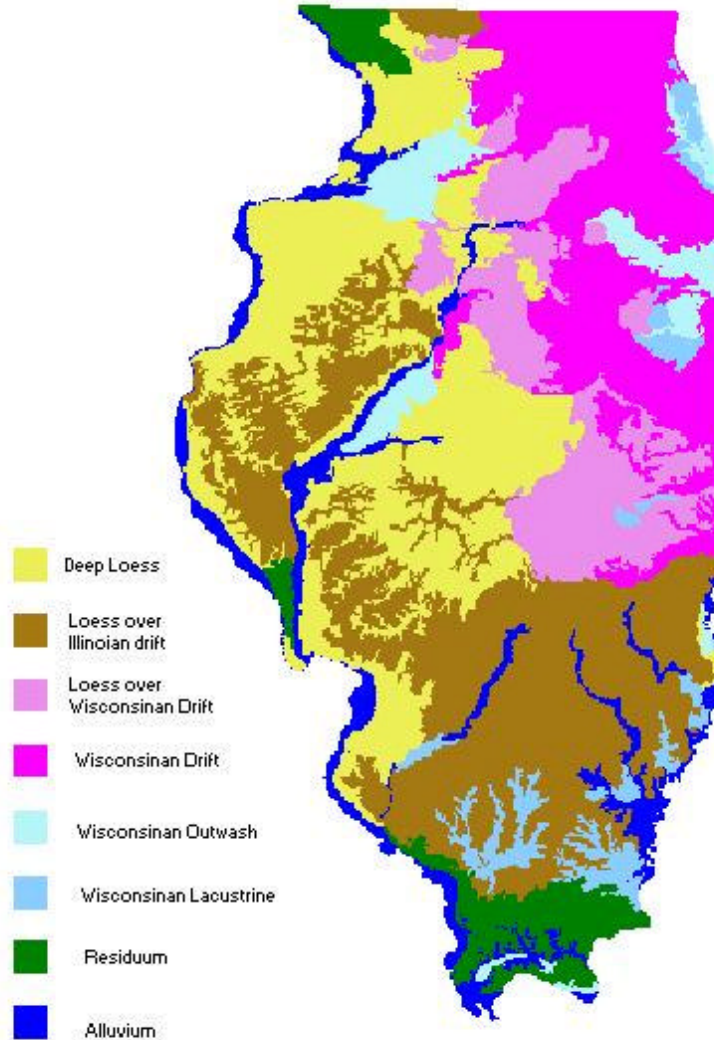 Deep Loess
Loess over
Illinoian drift
Loess over
Wisconsinan Drift
Wisconsinan Drift
Wisconsinan Outwash
Wisconsinan Lacustrine
Residuum
Alluvium